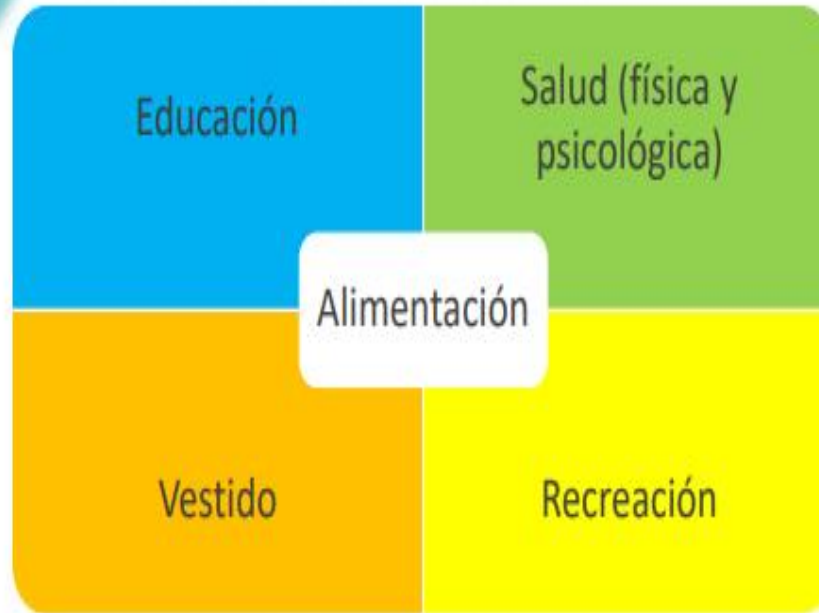 Educación
Salud (física y
psicológica)
Alimentación
Vestido
Recreación